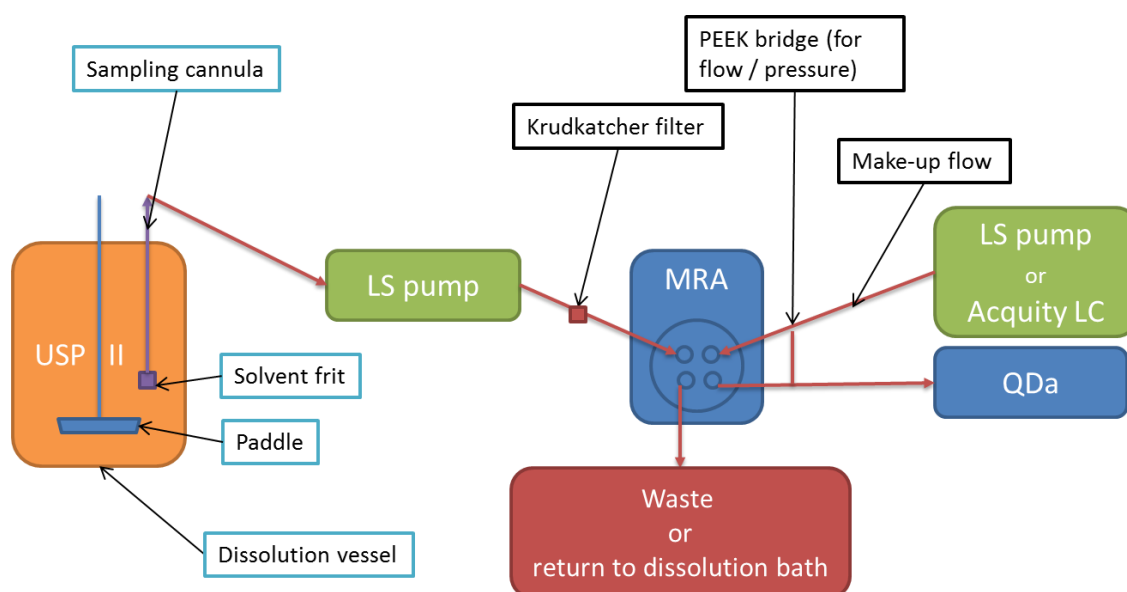 PEEK bridge (for
flow / pressure)
Sampling cannula
Krudkatcher filter
Make-up flow
LS pump
or
Acquity LC
MRA
LS pump
USP II
Solvent frit
QDa
Paddle
Waste
or
return to dissolution bath
Dissolution vessel